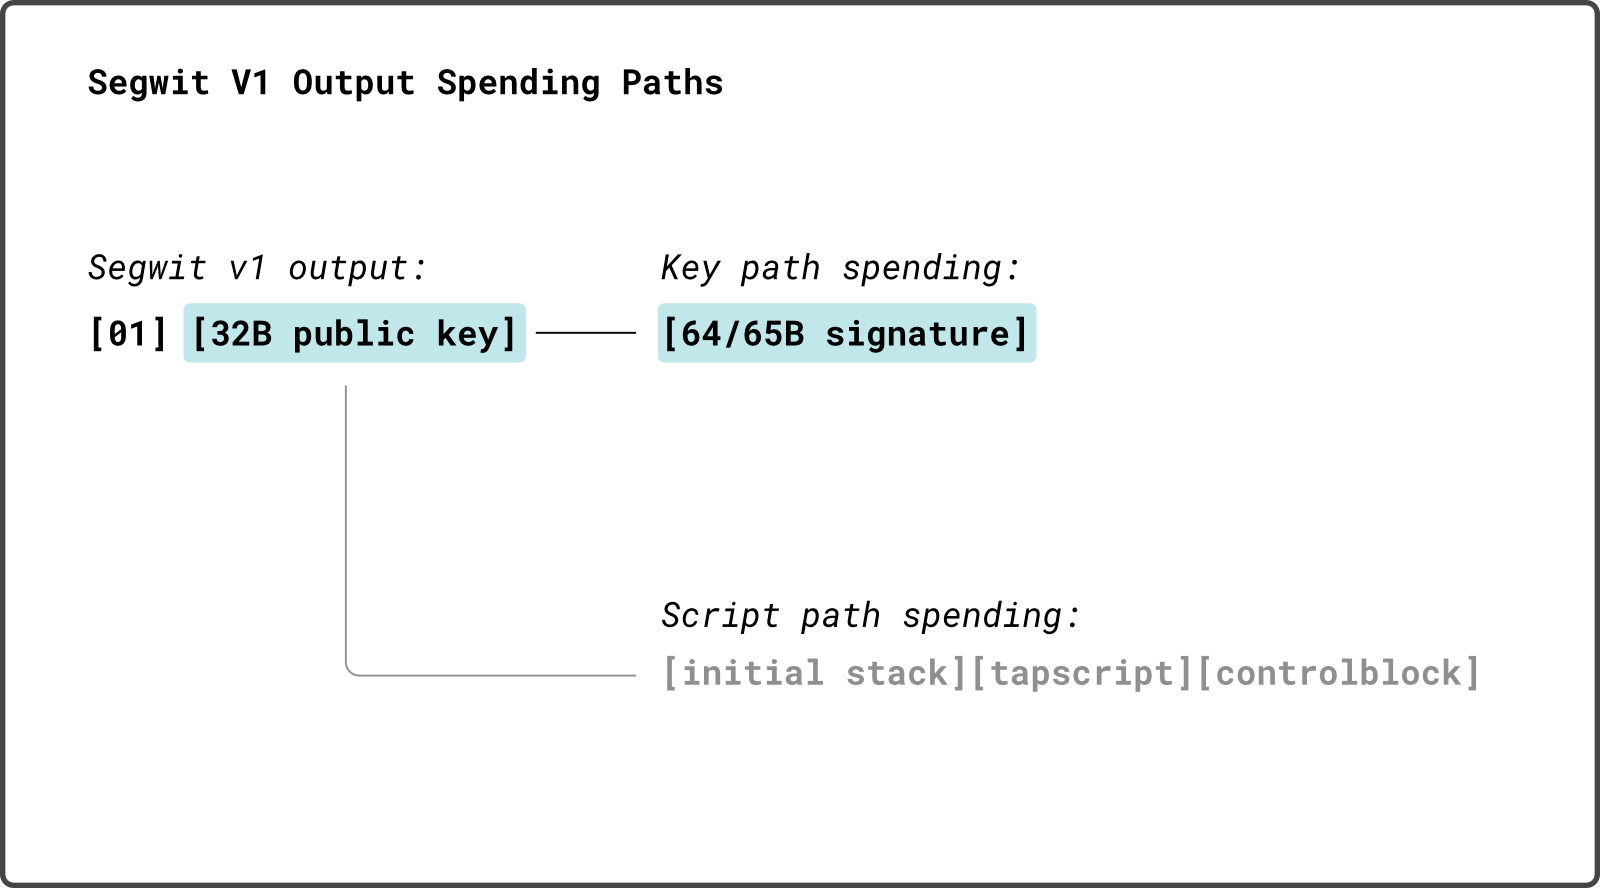 Segwit V1 Output Spending Paths
Segwit v1 output:
[01] [32B public key]
Key path spending:
[64/65B signature]
Script path spending:
[initial stack][tapscript][controlblock]